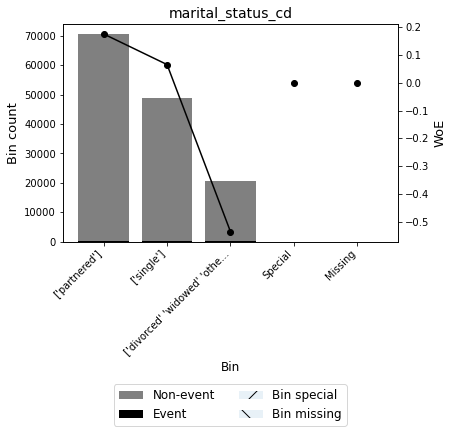 marital_status_cd
70000
60000
50000
40000
30000
20000
10000
0
Bin count
0.2
0.1
0.0
−0.1
−0.2
−0.3
−0.4
−0.5
WoE
['partnered']
['single']
['divorced' 'widowed' 'othe...
Special
Missing
Bin
Non-event
Event
Bin special
Bin missing